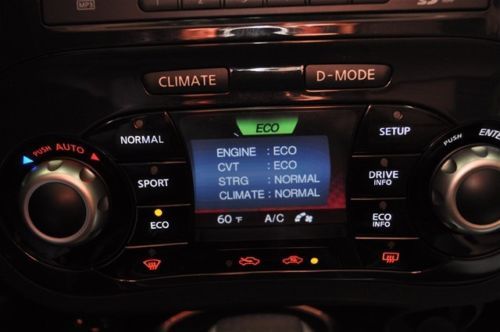 MP3
CLIMATE
D-MODE
NORMAL
SPORT
ECO
PUSH AUTO
ECO
ENGINE : ECO
CVT : ECO
STRG : NORMAL
CLIMATE : NORMAL
60 °F A/C
SETUP
DRIVE
INFO
ECO
INFO
PUSH ENTE